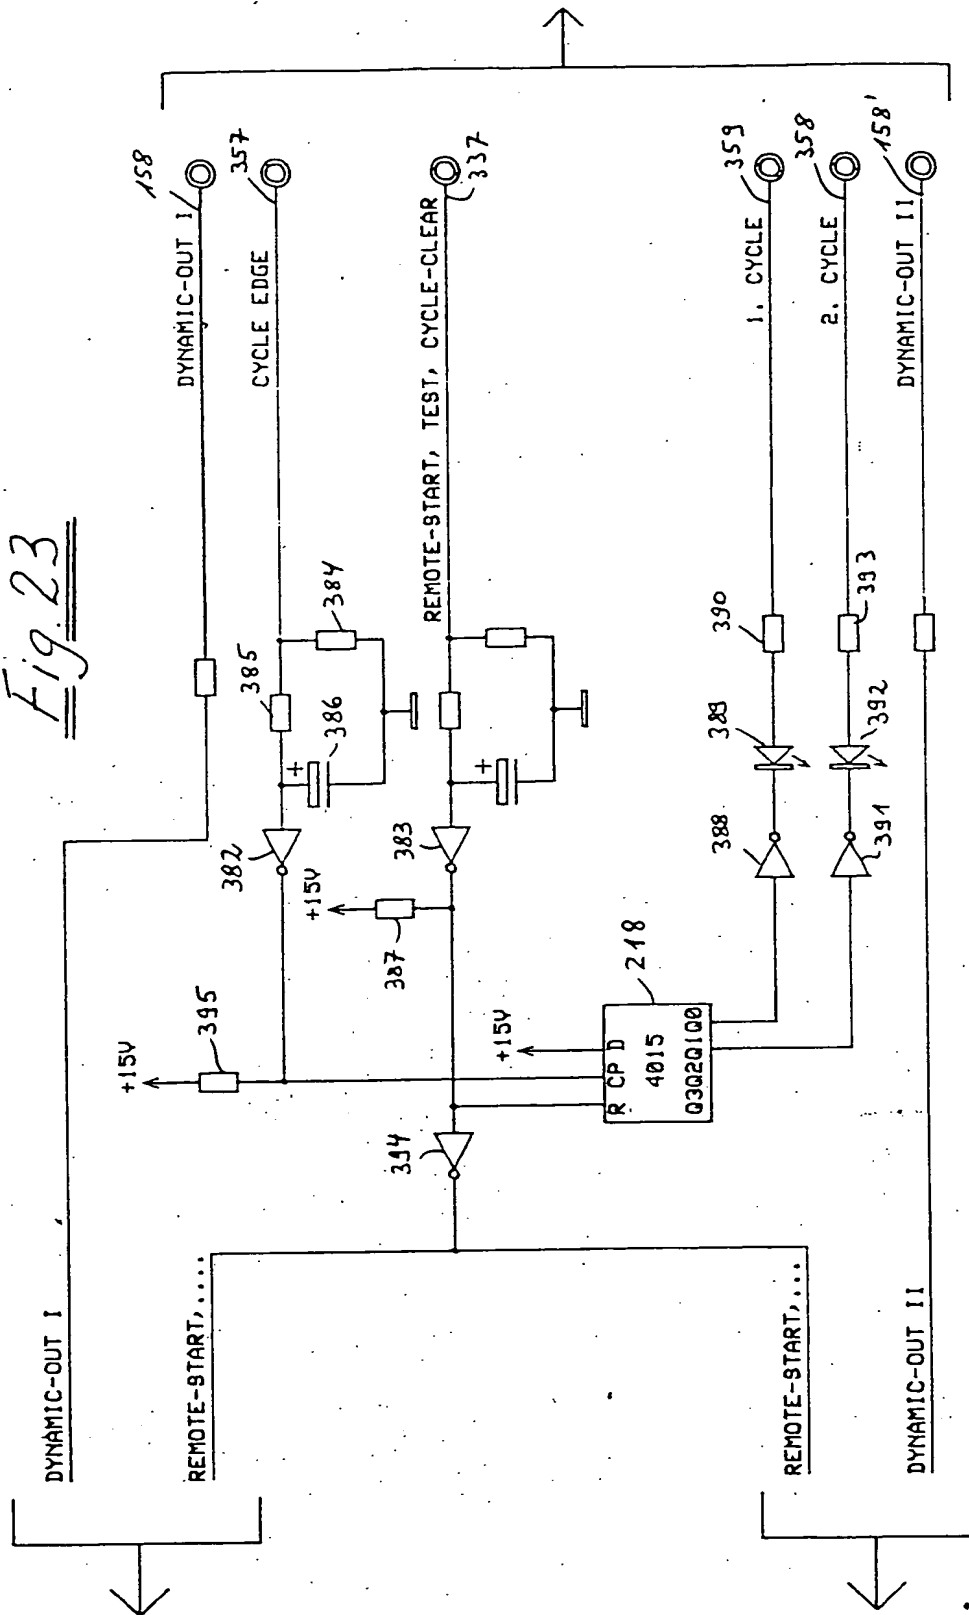 Fig. 23
DYNAMIC-OUT I
158
DYNAMIC-OUT I
CYCLE EDGE
357
385
384
386
+
382
395
+15V
REMOTE-START, TEST, CYCLE-CLEAR
337
+
383
+15V
387
394
REMOTE-START,....
REMOTE-START,...
+15V
218
R CP D
4015
Q3Q2Q1Q0
388
389
390
1. CYCLE
359
391
392
393
2. CYCLE
358
DYNAMIC-OUT II
DYNAMIC-OUT II
158'